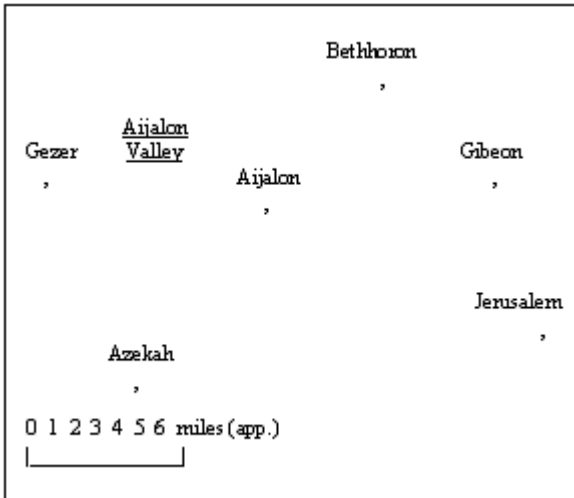 Bethhoron
Aijalon
Valley
Gezer
Gibeon
Aijalon
Jerusalem
Azekah
0 1 2 3 4 5 6 miles (app.)